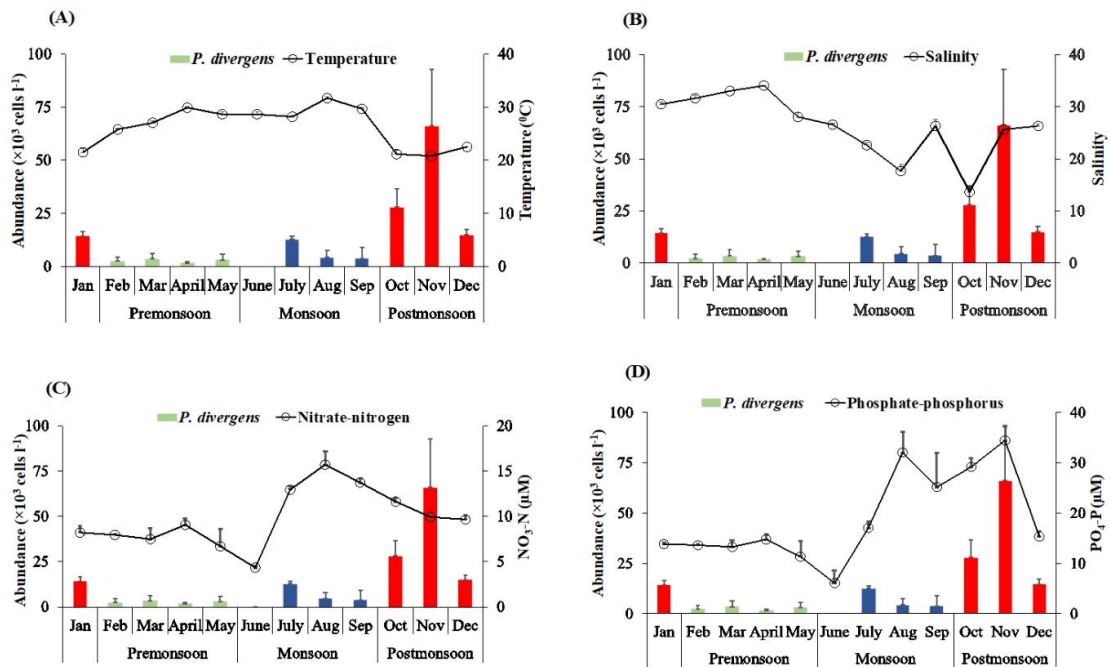 (A)
P. divergens Temperature
100 40
75 30
50 20
25 10
0 0
Abundance (×10³ cells l⁻¹)
Temperature (⁰C)
Jan Feb Mar April May June July Aug Sep Oct Nov Dec
Premonsoon Monsoon Postmonsoon
(B)
P. divergens Salinity
100 40
75 30
50 20
25 10
0 0
Abundance (×10³ cells l⁻¹)
Salinity
Jan Feb Mar April May June July Aug Sep Oct Nov Dec
Premonsoon Monsoon Postmonsoon
(C)
P. divergens Nitrate-nitrogen
100 20
75 15
50 10
25 5
0 0
Abundance (×10³ cells l⁻¹)
NO₃-N (µM)
Jan Feb Mar April May June July Aug Sep Oct Nov Dec
Premonsoon Monsoon Postmonsoon
(D)
P. divergens Phosphate-phosphorus
100 40
75 30
50 20
25 10
0 0
Abundance (×10³ cells l⁻¹)
PO₄-P (µM)
Jan Feb Mar April May June July Aug Sep Oct Nov Dec
Premonsoon Monsoon Postmonsoon